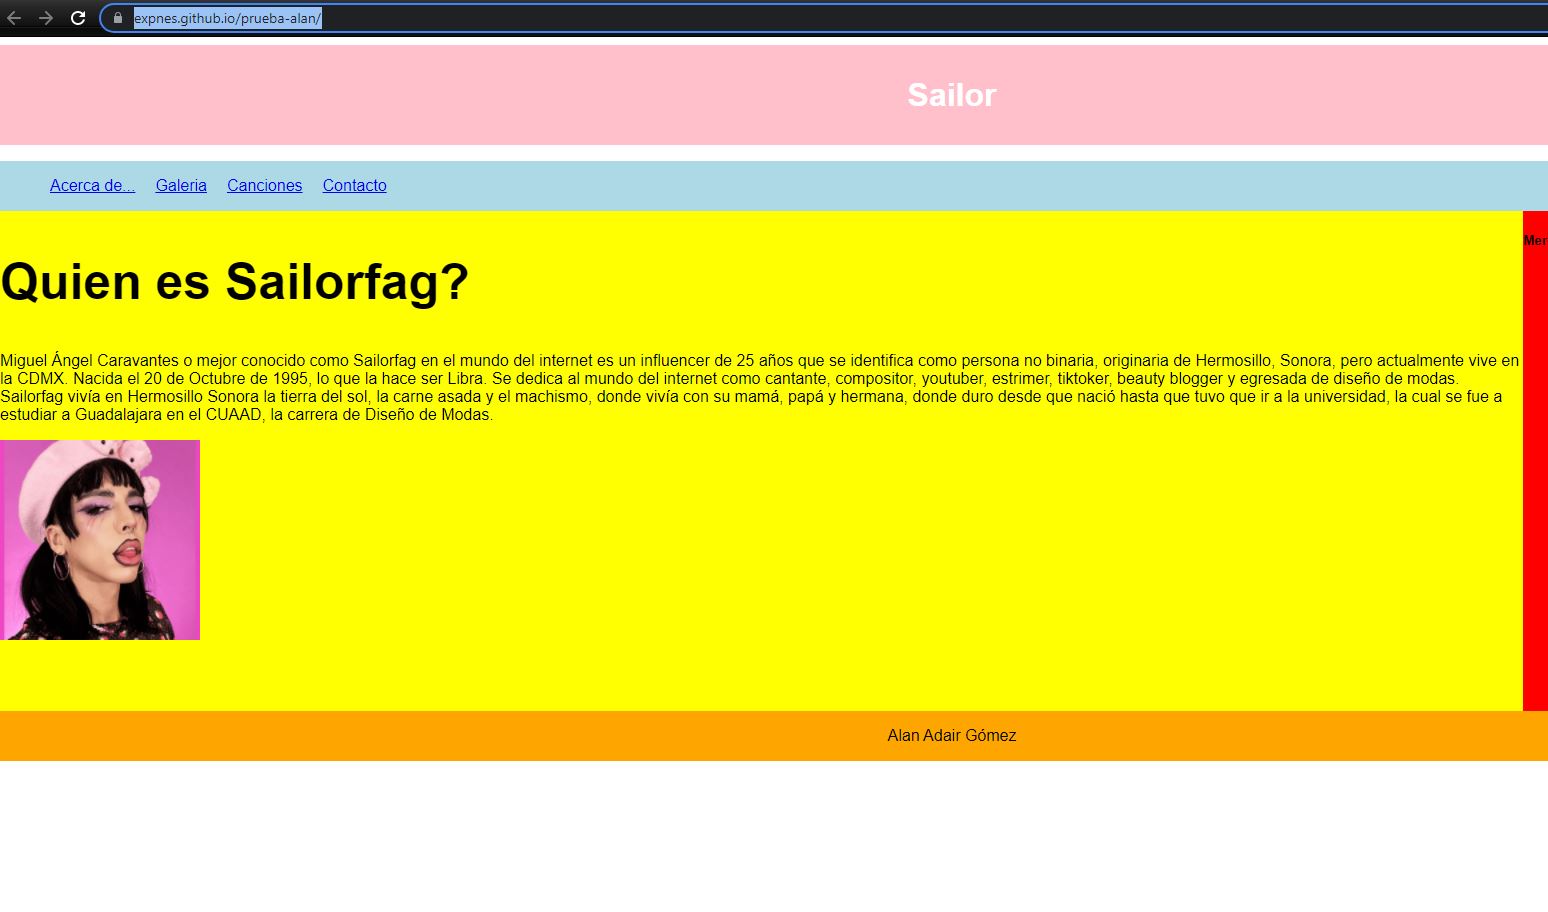 expnes.github.io/prueba-alan/
Sailor
Acerca de... Galeria Canciones Contacto
Mer
Quien es Sailorfag?
Miguel Ángel Caravantes o mejor conocido como Sailorfag en el mundo del internet es un influencer de 25 años que se identifica como persona no binaria, originaria de Hermosillo, Sonora, pero actualmente vive en
la CDMX. Nacida el 20 de Octubre de 1995, lo que la hace ser Libra. Se dedica al mundo del internet como cantante, compositor, youtuber, estrimer, tiktoker, beauty blogger y egresada de diseño de modas.
Sailorfag vivía en Hermosillo Sonora la tierra del sol, la carne asada y el machismo, donde vivía con su mamá, papá y hermana, donde duro desde que nació hasta que tuvo que ir a la universidad, la cual se fue a
estudiar a Guadalajara en el CUAAD, la carrera de Diseño de Modas.
Alan Adair Gómez